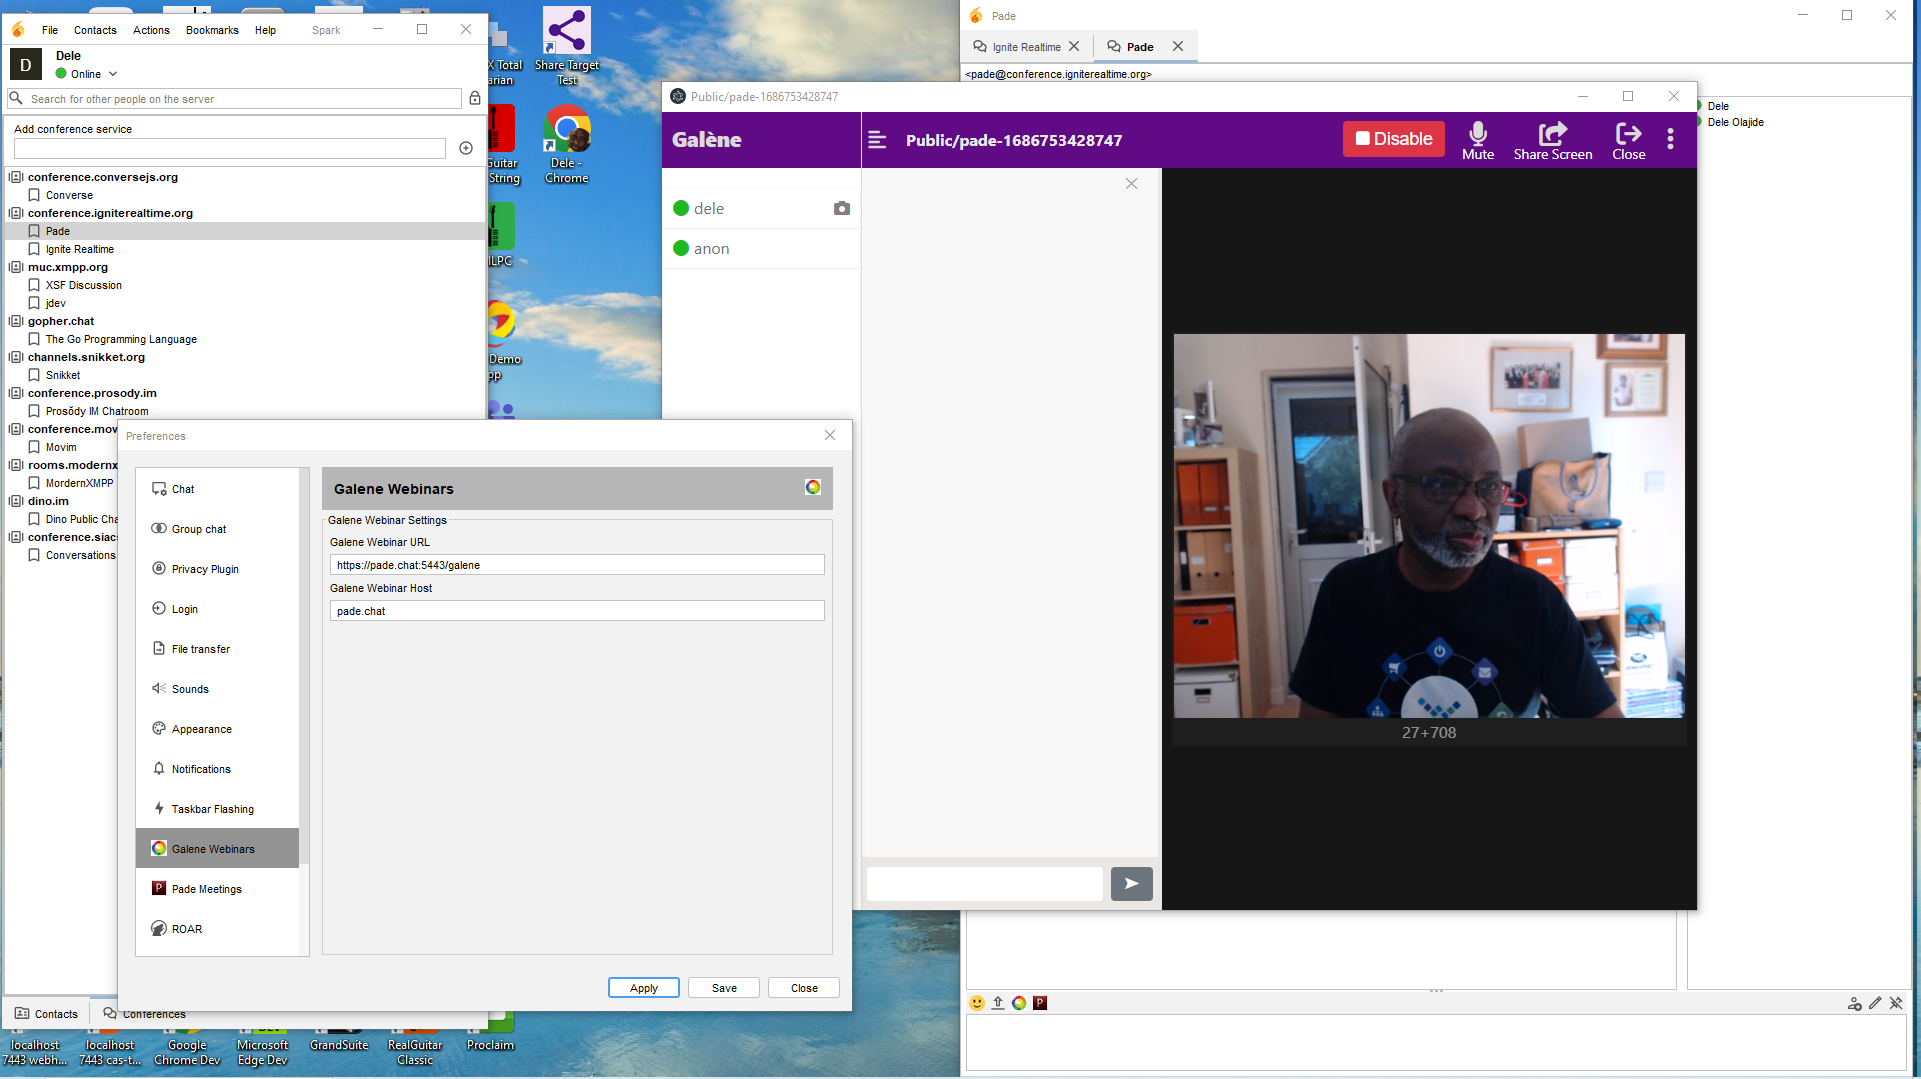 File Contacts Actions Bookmarks Help Spark
D
Dele
Online
Search for other people on the server
Add conference service
conference.conversejs.org
Converse
conference.igniterealtime.org
Pade
Ignite Realtime
muc.xmpp.org
XSF Discussion
jdev
gopher.chat
The Go Programming Language
channels.snikket.org
Snikket
conference.prosody.im
Prosŏdy IM Chatroom
conference.mov
Movim
rooms.modernx
MordernXMPP
dino.im
Dino Public Cha
conference.siacs
Conversations
Contacts
Conferences
X Total
arian
Share Target
Test
Guitar
String
Dele -
Chrome
ILPC
Demo
pp
Preferences
Chat
Group chat
Privacy Plugin
Login
File transfer
Sounds
Appearance
Notifications
Taskbar Flashing
Galene Webinars
Pade Meetings
ROAR
Galene Webinars
Galene Webinar Settings
Galene Webinar URL
https://pade.chat:5443/galene
Galene Webinar Host
pade.chat
Apply
Save
Close
Pade
Ignite Realtime
Pade
<pade@conference.igniterealtime.org>
Dele
Dele Olajide
Public/pade-1686753428747
Galène
Public/pade-1686753428747
Disable
Mute
Share Screen
Close
dele
anon
27+708
localhost
7443 webh...
localhost
7443 cas-t...
Google
Chrome Dev
Microsoft
Edge Dev
GrandSuite
RealGuitar
Classic
Proclaim